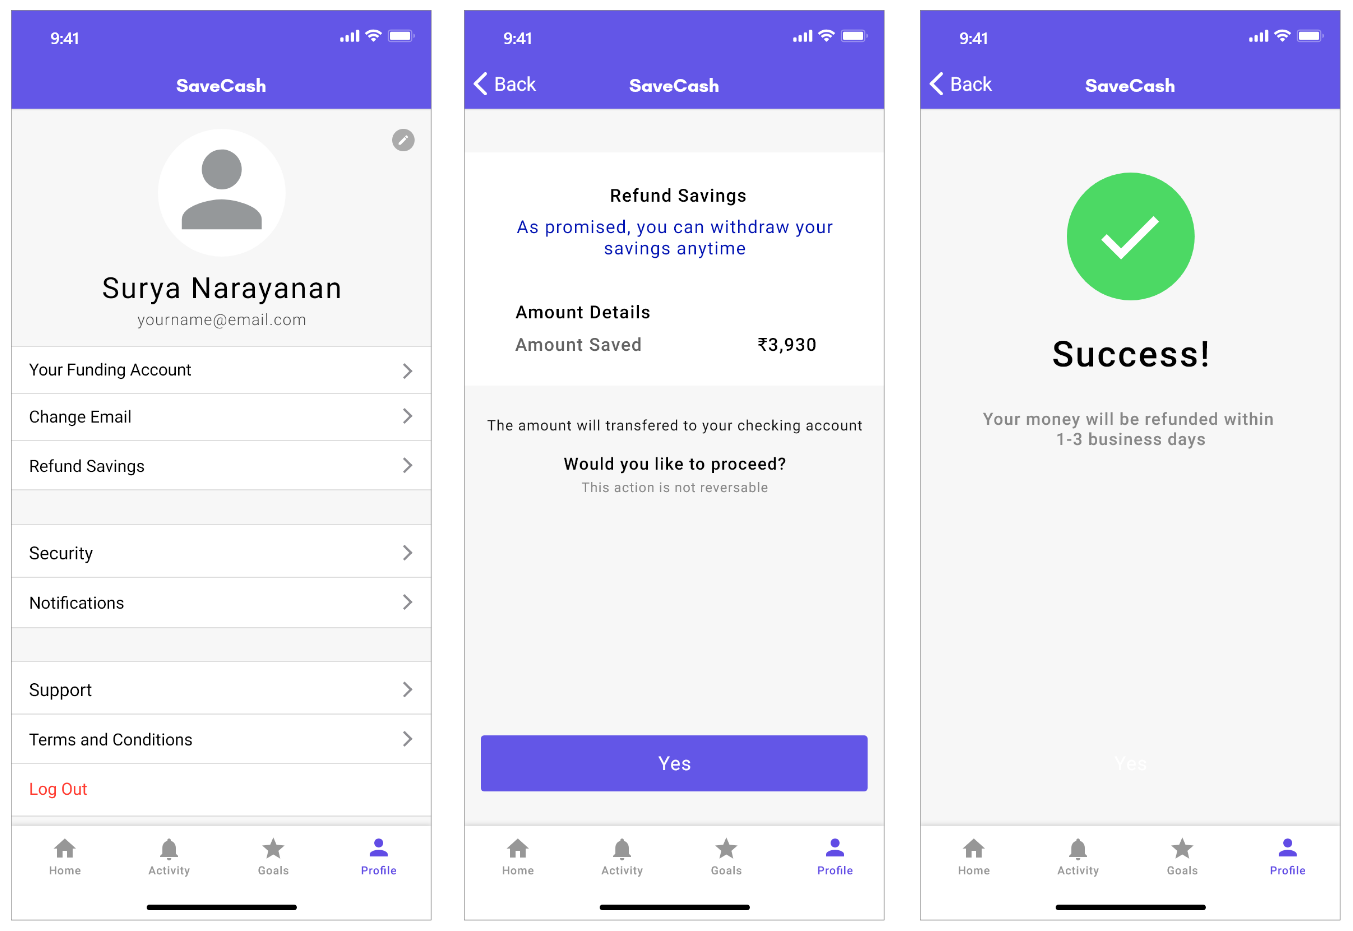 9:41
SaveCash
Surya Narayanan
yourname@email.com
Your Funding Account
Change Email
Refund Savings
Security
Notifications
Support
Terms and Conditions
Log Out
Home
Activity
Goals
Profile
9:41
Back
SaveCash
Refund Savings
As promised, you can withdraw your
savings anytime
Amount Details
Amount Saved ₹3,930
The amount will transfered to your checking account
Would you like to proceed?
This action is not reversable
Yes
Home
Activity
Goals
Profile
9:41
Back
SaveCash
Success!
Your money will be refunded within
1-3 business days
Yes
Home
Activity
Goals
Profile